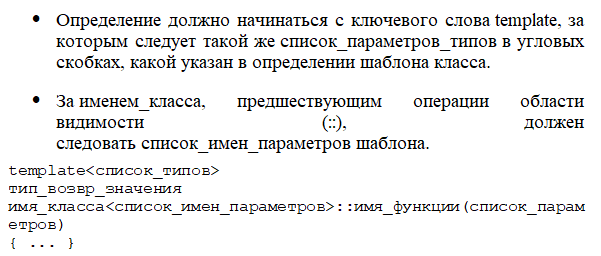 • Определение должно начинаться с ключевого слова template, за
которым следует такой же список_параметров_типов в угловых
скобках, какой указан в определении шаблона класса.
• За именем_класса, предшествующим операции области
видимости (::), должен
следовать список_имен_параметров шаблона.
template<список_типов>
тип_возвр_значения
имя_класса<список_имен_параметров>::имя_функции(список_парам
етров)
{ ... }